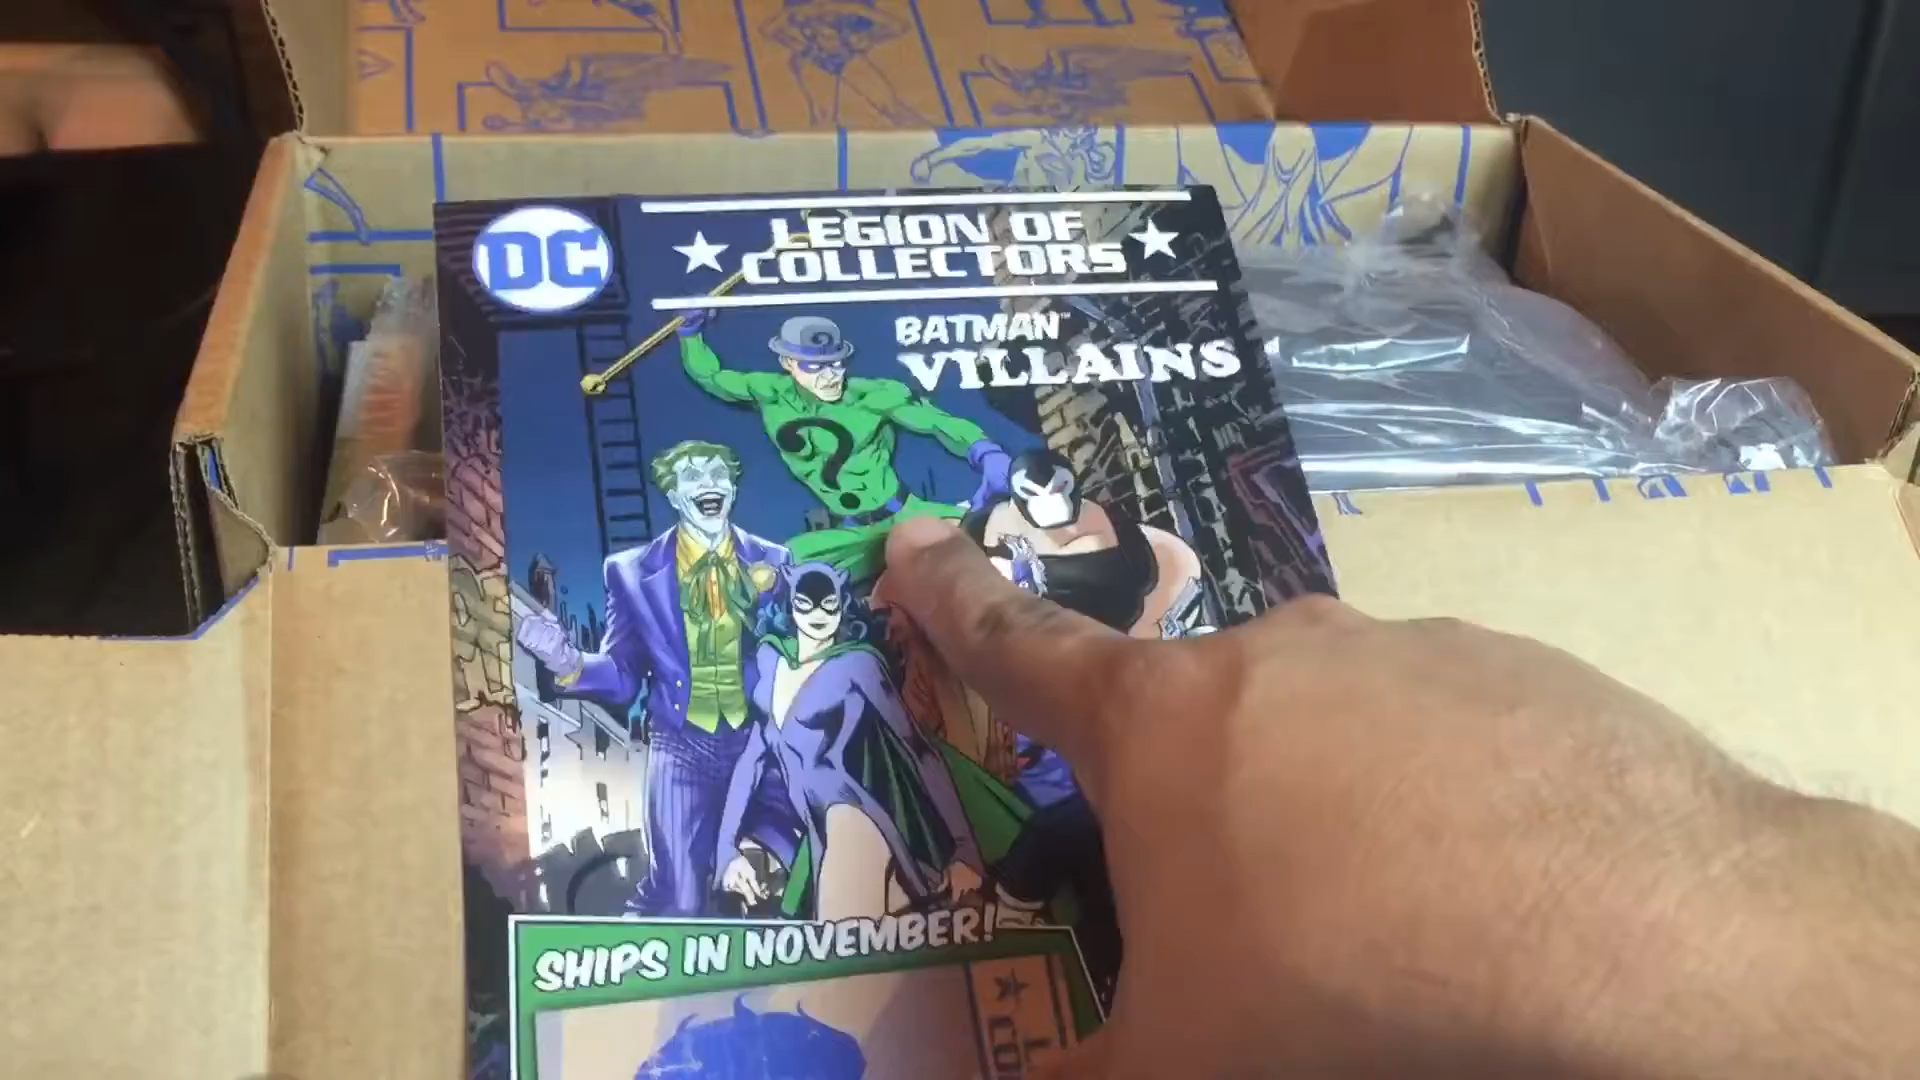 DC
LEGION OF
COLLECTORS
BATMAN™
VILLAINS
?
?
SHIPS IN NOVEMBER!